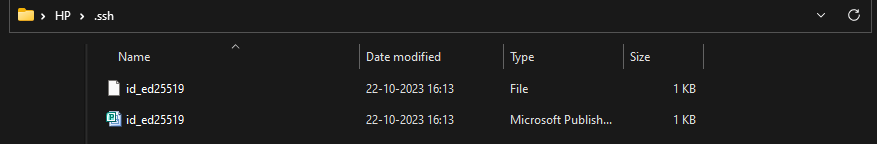 HP > .ssh
Name Date modified Type Size
id_ed25519 22-10-2023 16:13 File 1 KB
id_ed25519 22-10-2023 16:13 Microsoft Publish... 1 KB